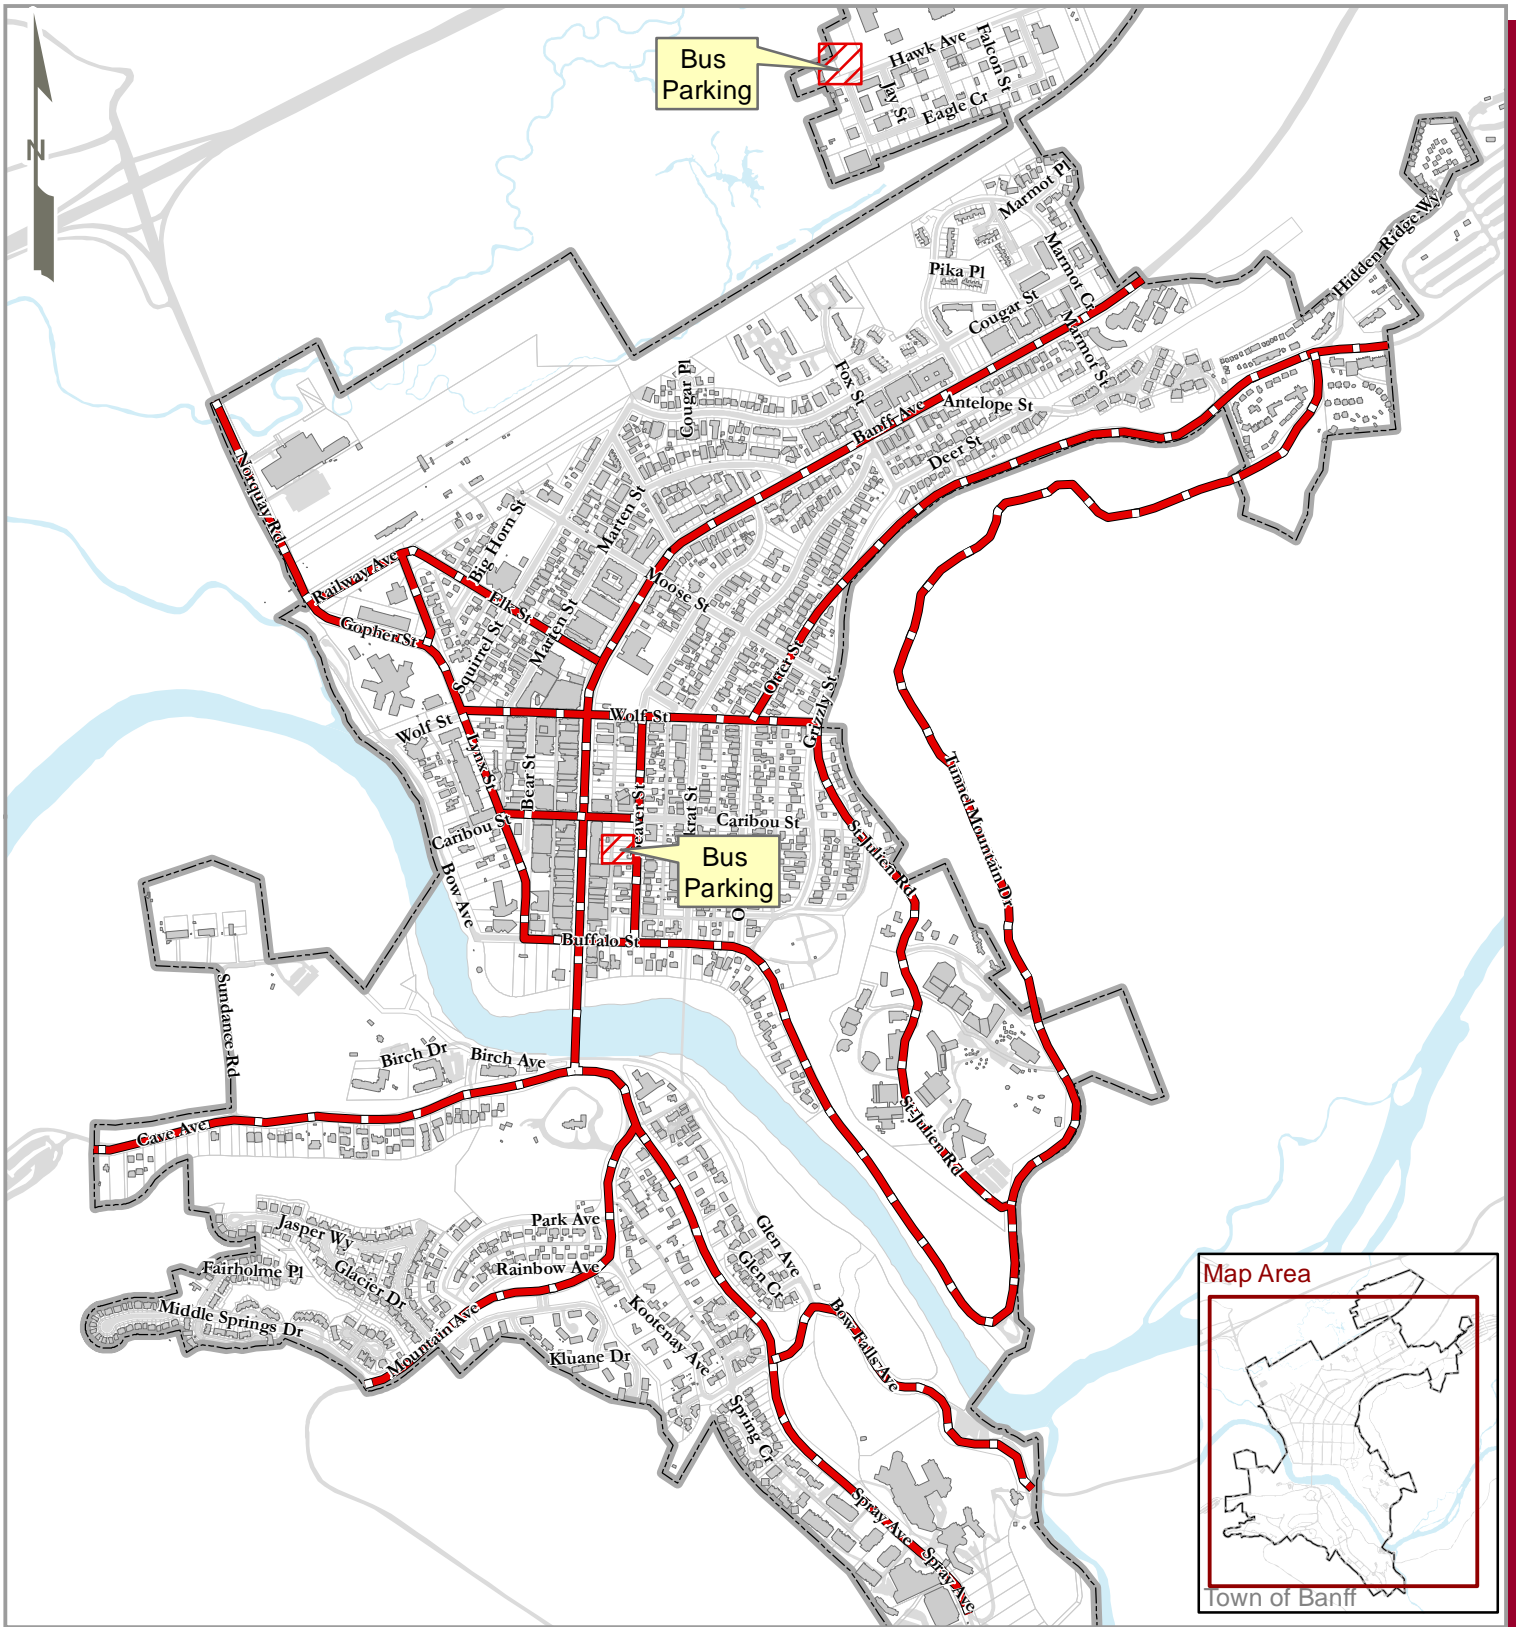 Bus
Parking
Hawk Ave
Falcon St
Jay St
Eagle Cr
N
Marmot Pl
Hidden Ridge Wy
Marmot Cr
Pika Pl
Cougar St
Marmot St
Cougar Pl
Fox St
Antelope St
Banff Ave
Deer St
Norquay Rd
Big Horn St
Marten St
Railway Ave
Elk St
Moose St
Gopher St
Squirrel St
Marten St
Otter St
Grizzly St
Wolf St
Wolf St
Lynx St
Bear St
Tunnel Mountain Dr
Caribou St
eaver St
krat St
Caribou St
St Julien Rd
Bus
Parking
Bow Ave
O
Buffalo St
Sundance Rd
Birch Dr
Birch Ave
Cave Ave
St Julien Rd
Park Ave
Jasper Wy
Glen Ave
Rainbow Ave
Fairholme Pl
Glacier Dr
Glen Cr
Middle Springs Dr
Mountain Ave
Kootenay Ave
Bow Falls Ave
Kluane Dr
Spring Cr
Spray Ave
Spray Ave
Map Area
Town of Banff